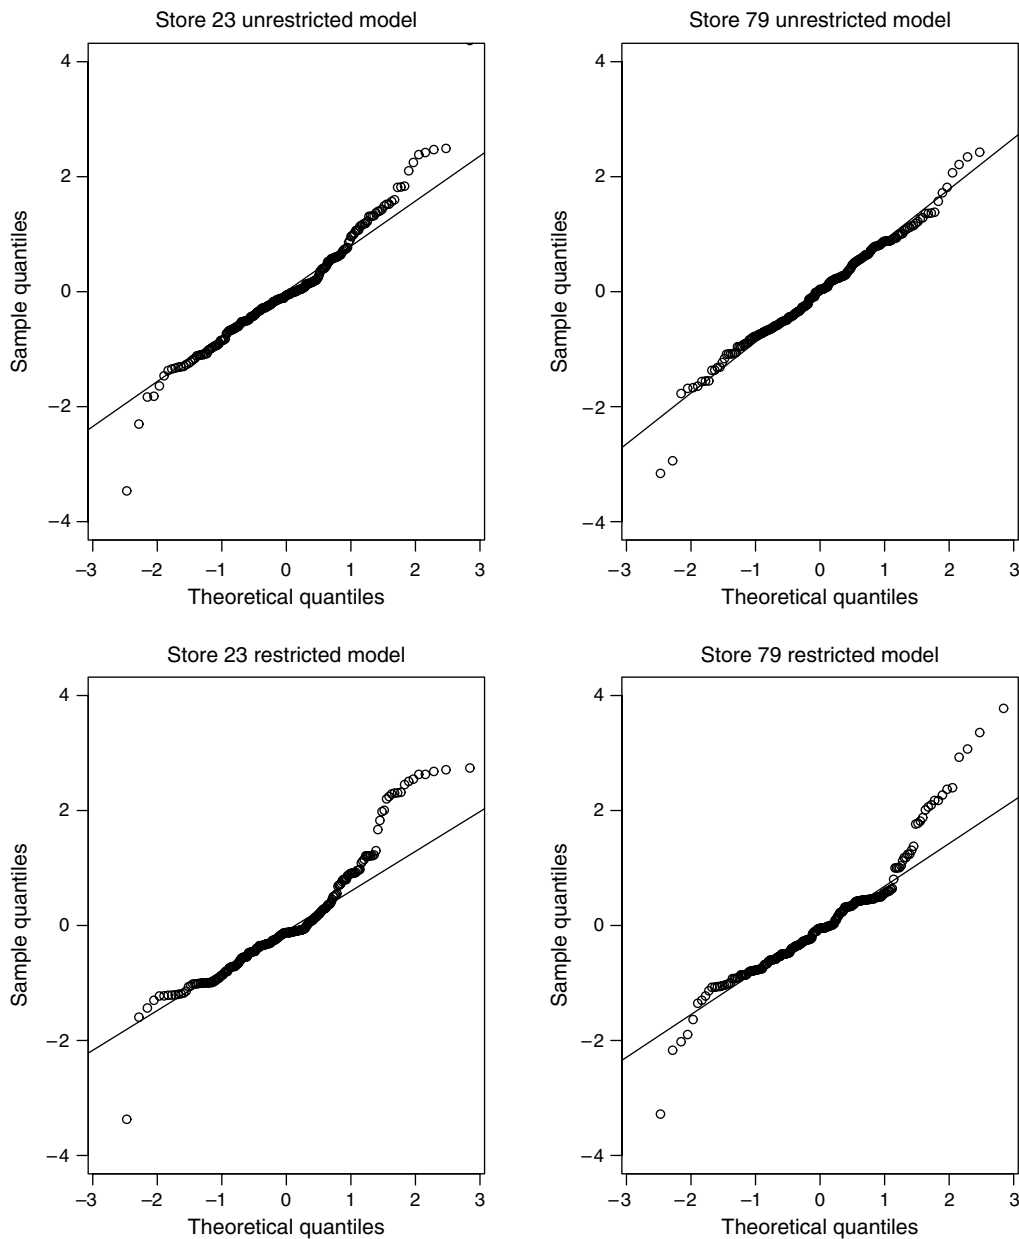 Store 23 unrestricted model
4
2
0
−2
−4
Sample quantiles
−3 −2 −1 0 1 2 3
Theoretical quantiles
Store 79 unrestricted model
4
2
0
−2
−4
Sample quantiles
−3 −2 −1 0 1 2 3
Theoretical quantiles
Store 23 restricted model
4
2
0
−2
−4
Sample quantiles
−3 −2 −1 0 1 2 3
Theoretical quantiles
Store 79 restricted model
4
2
0
−2
−4
Sample quantiles
−3 −2 −1 0 1 2 3
Theoretical quantiles